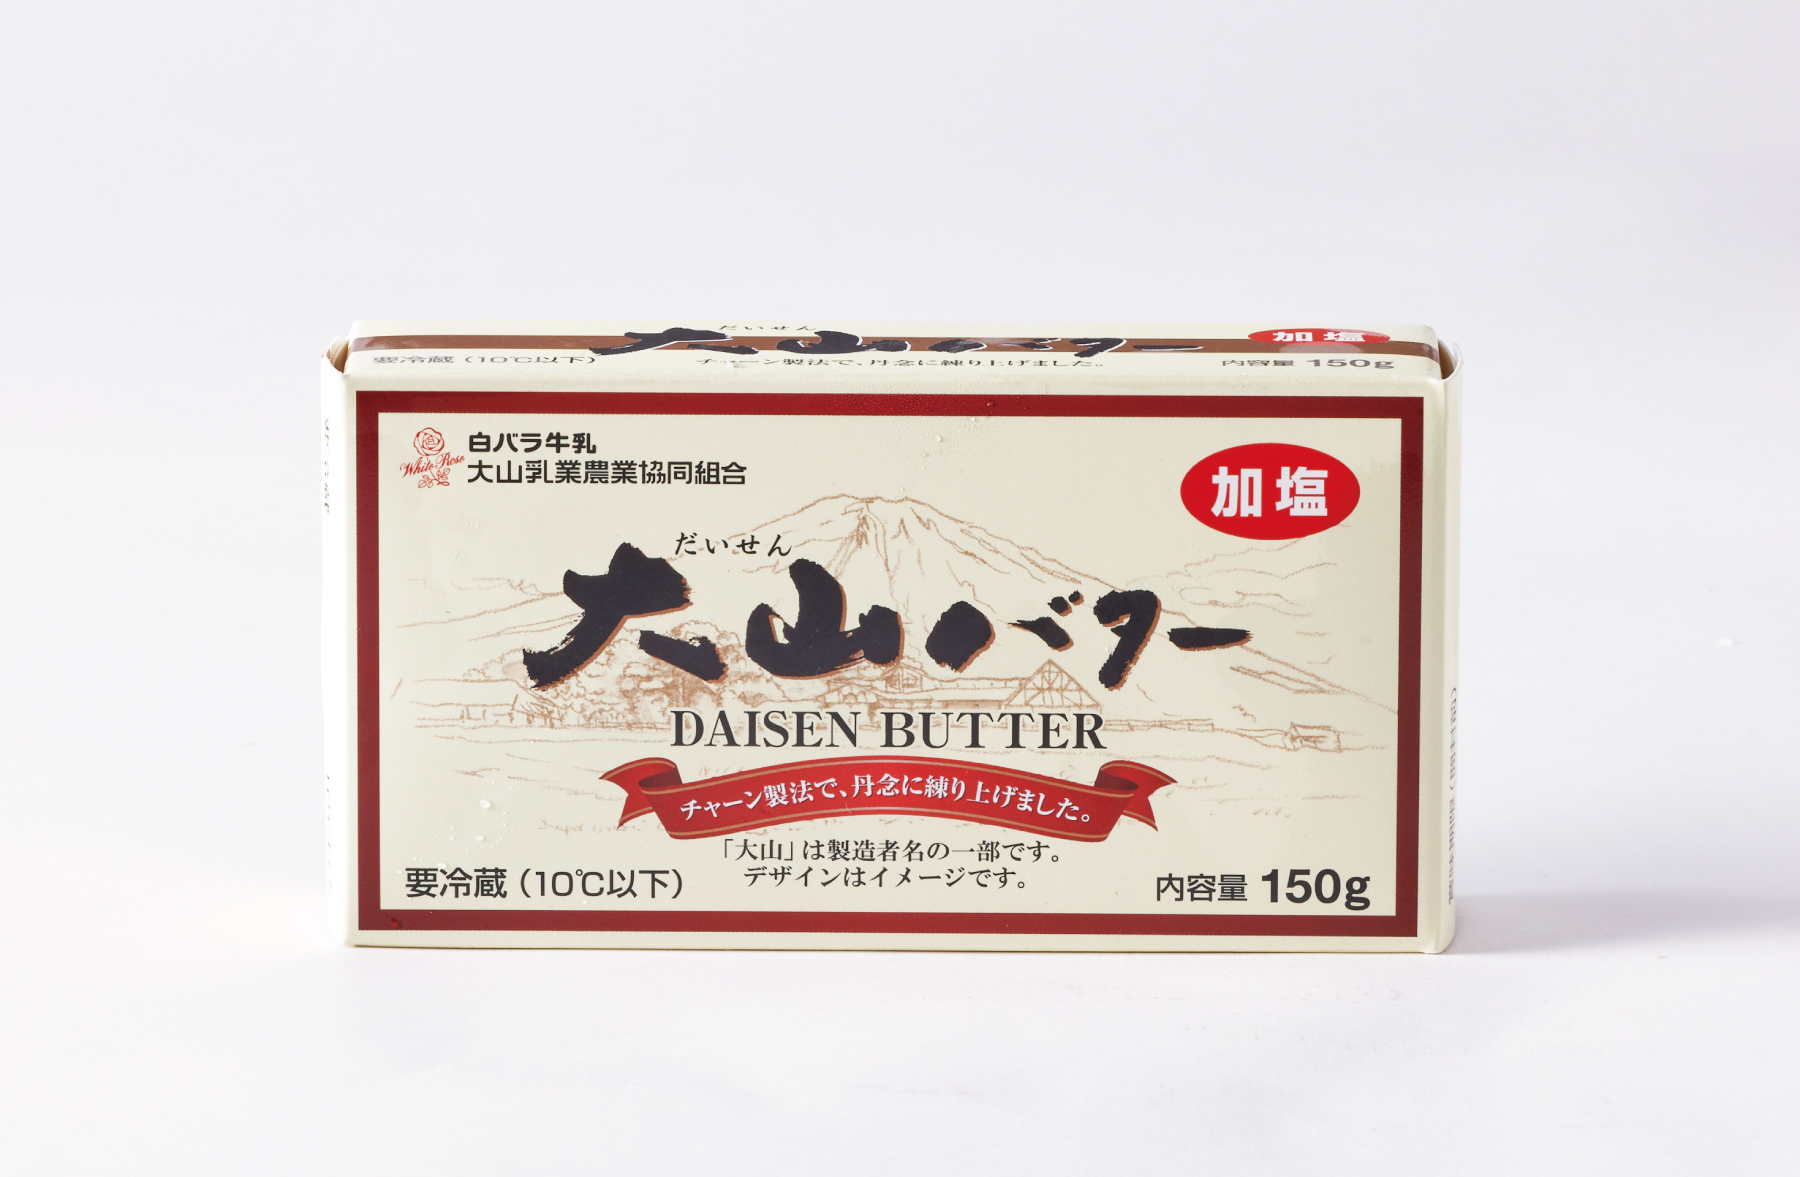 だいせん
大山バター
加塩
要冷蔵（10℃以下）
チャーン製法で、丹念に練り上げました。
内容量 150g
白バラ牛乳
White Rose
大山乳業農業協同組合
加塩
だいせん
大山バター
DAISEN BUTTER
チャーン製法で、丹念に練り上げました。
「大山」は製造者名の一部です。
デザインはイメージです。
要冷蔵（10℃以下）
内容量 150g